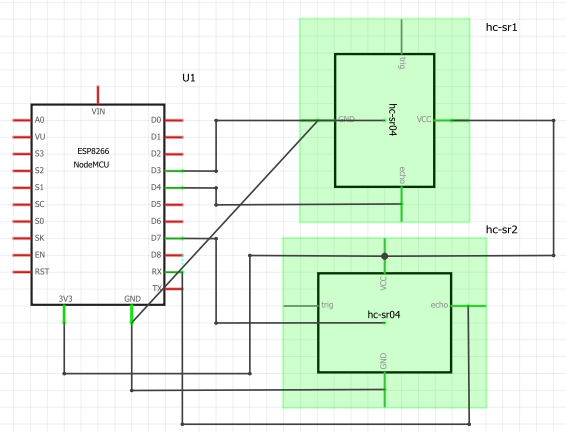 hc-sr1
U1
VIN
A0
VU
S3
S2
S1
SC
S0
SK
EN
RST
ESP8266
NodeMCU
D0
D1
D2
D3
D4
D5
D6
D7
D8
RX
TX
3V3
GND
trig
GND
hc-sr04
VCC
echo
hc-sr2
VCC
trig
hc-sr04
echo
GND